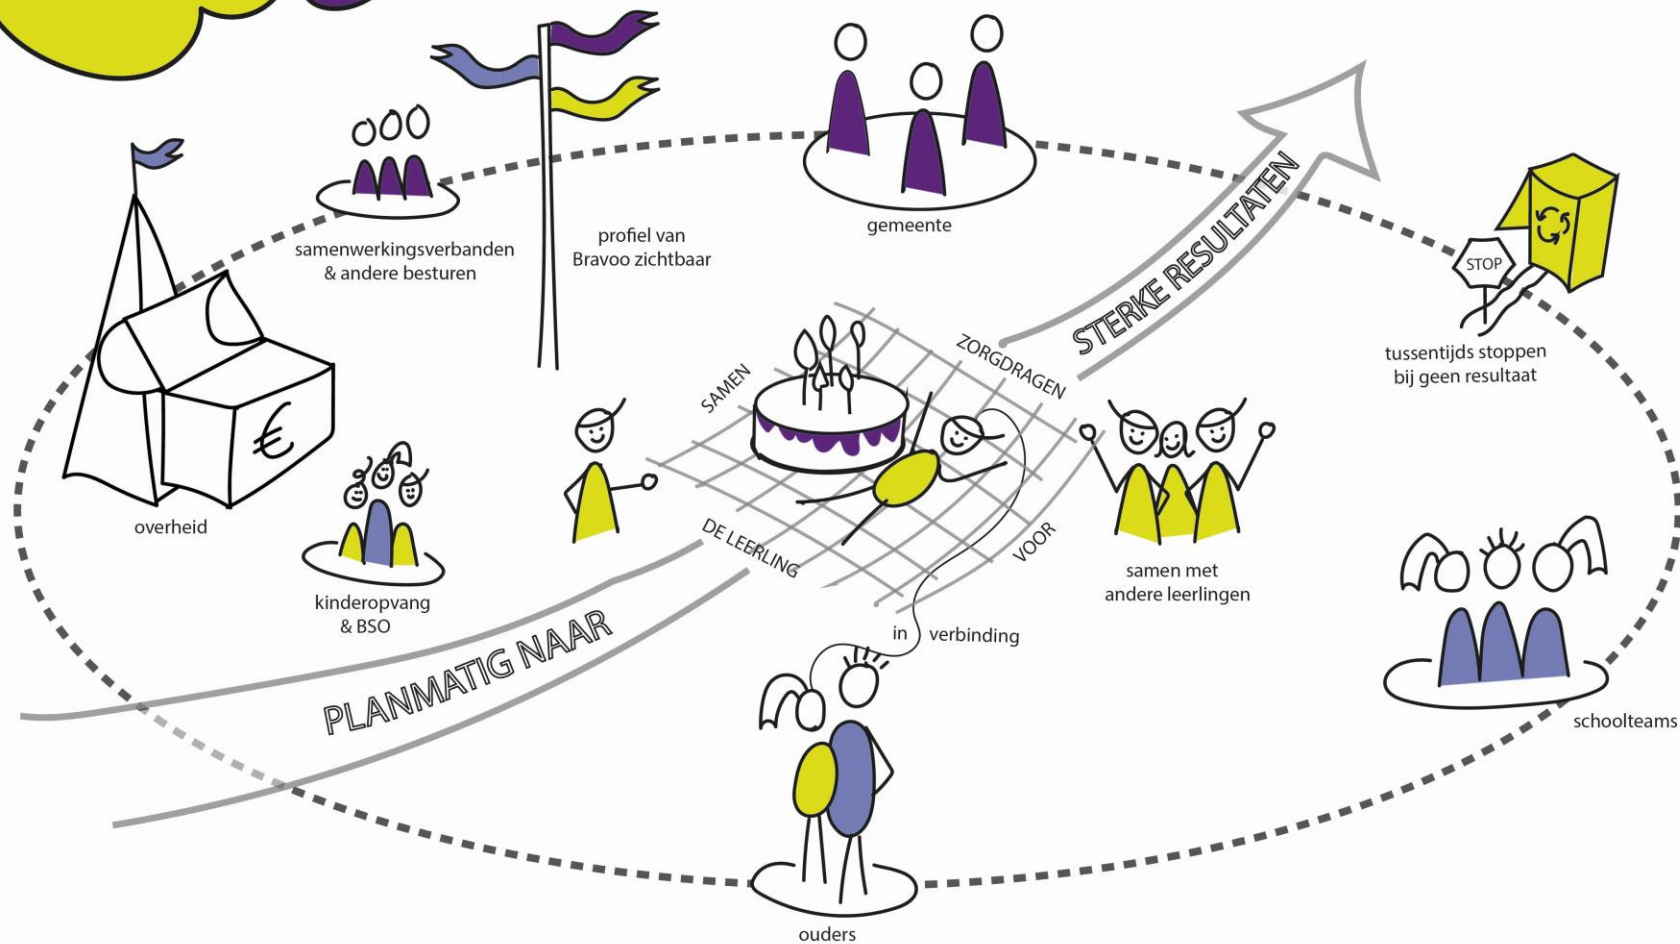 samenwerkingsverbanden
& andere besturen
profiel van
Bravoo zichtbaar
gemeente
STERKE RESULTATEN
STOP
tussentijds stoppen
bij geen resultaat
€
overheid
SAMEN
ZORGDRAGEN
VOOR
DE LEERLING
samen met
andere leerlingen
kinderopvang
& BSO
PLANMATIG NAAR
in verbinding
schoolteams
ouders